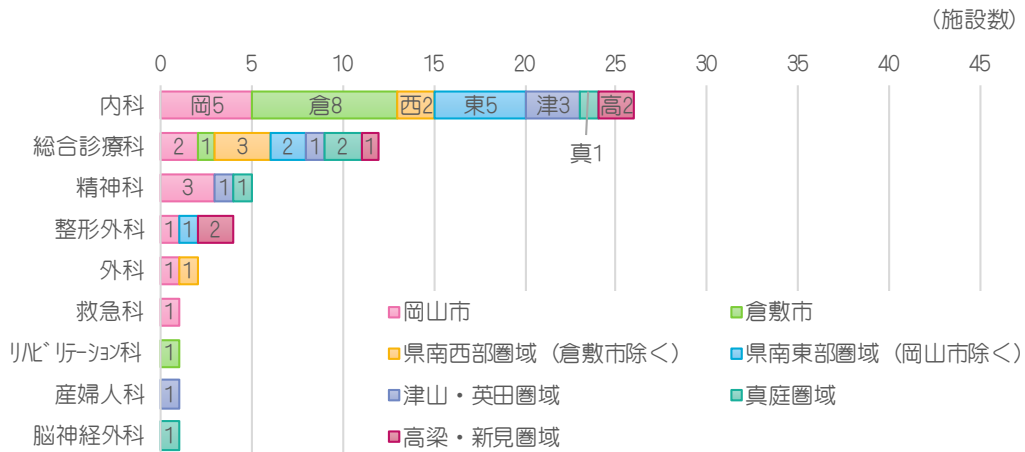 （施設数）
0 5 10 15 20 25 30 35 40 45
内科 岡5 倉8 西2 東5 津3 高2
真1
総合診療科 2 1 3 2 1 2 1
精神科 3 1 1
整形外科 1 1 2
外科 1 1
救急科 1
リハビリテーション科 1
産婦人科 1
脳神経外科 1
岡山市 倉敷市
県南西部圏域（倉敷市除く） 県南東部圏域（岡山市除く）
津山・英田圏域 真庭圏域
高梁・新見圏域